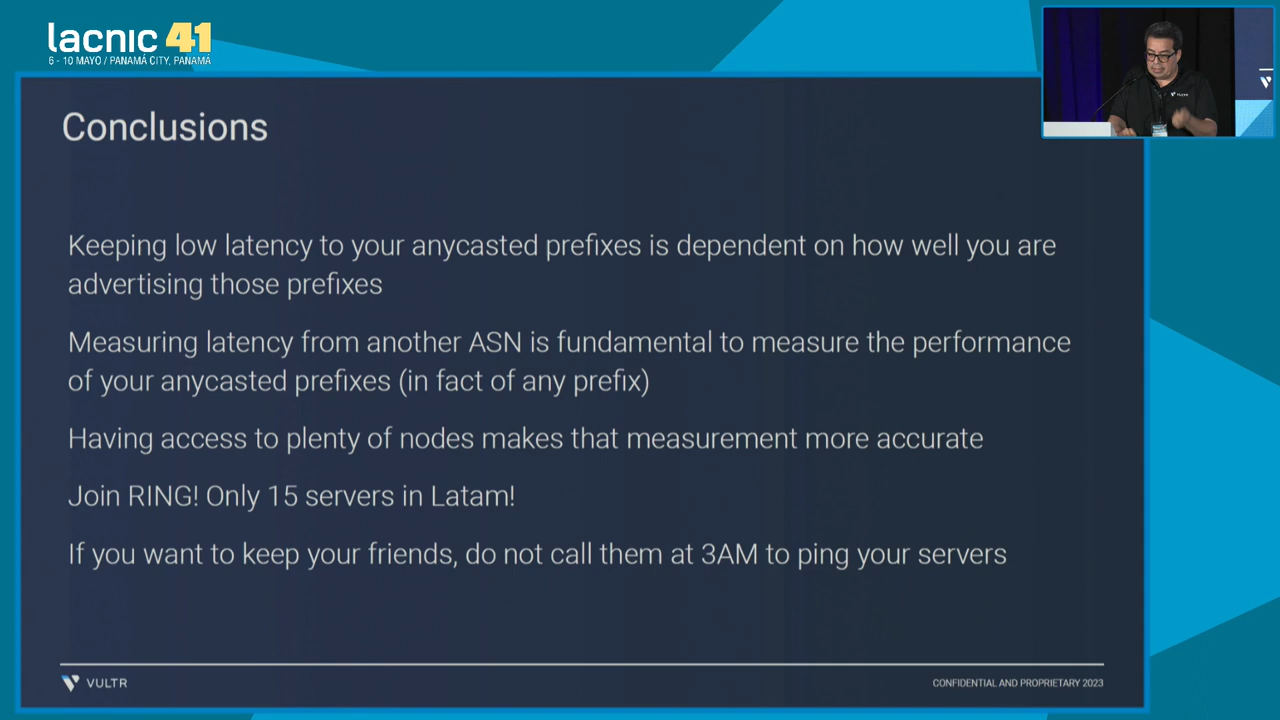 lacnic 41
6 - 10 MAYO / PANAMÁ CITY, PANAMÁ
Conclusions
Keeping low latency to your anycasted prefixes is dependent on how well you are
advertising those prefixes
Measuring latency from another ASN is fundamental to measure the performance
of your anycasted prefixes (in fact of any prefix)
Having access to plenty of nodes makes that measurement more accurate
Join RING! Only 15 servers in Latam!
If you want to keep your friends, do not call them at 3AM to ping your servers
VULTR
CONFIDENTIAL AND PROPRIETARY 2023
VULTR